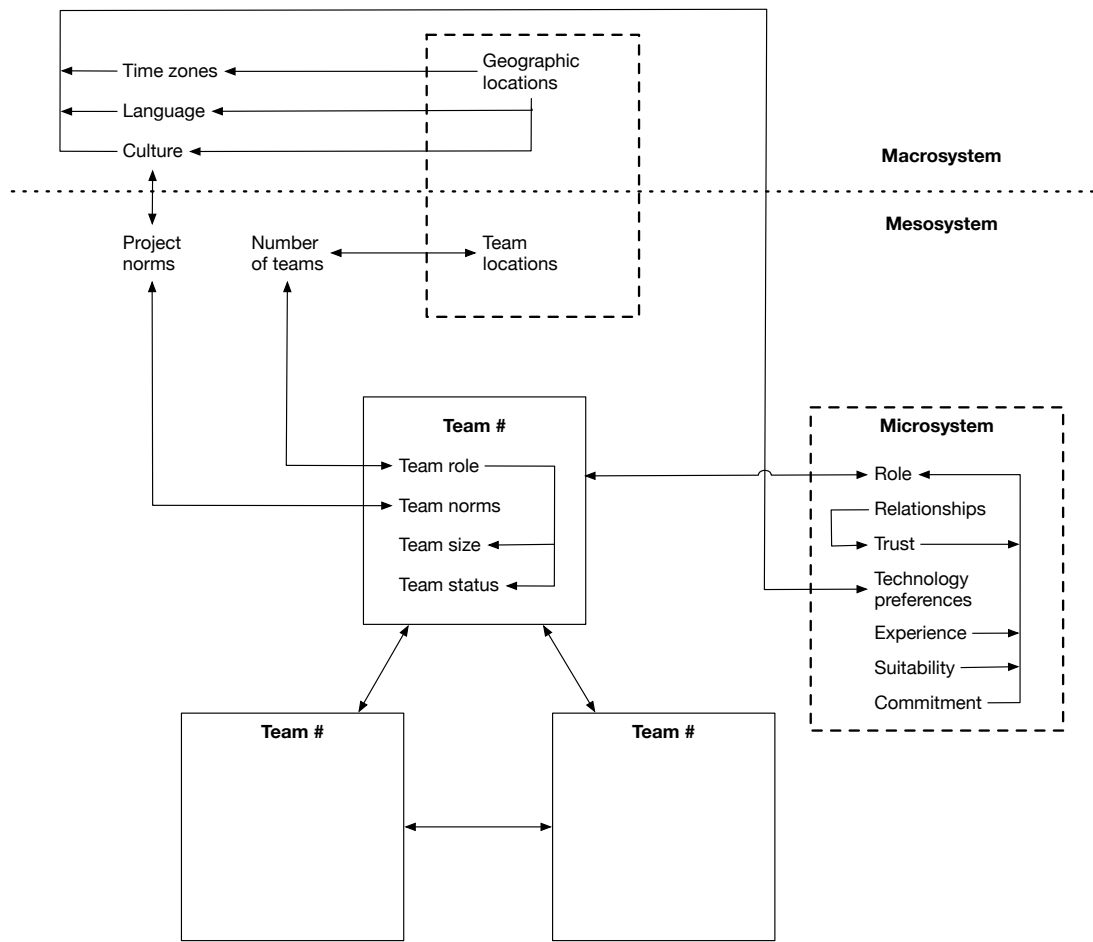 Time zones
Geographic
locations
Language
Culture
Macrosystem
Mesosystem
Project
norms
Number
of teams
Team
locations
Team #
Team role
Team norms
Team size
Team status
Microsystem
Role
Relationships
Trust
Technology
preferences
Experience
Suitability
Commitment
Team #
Team #